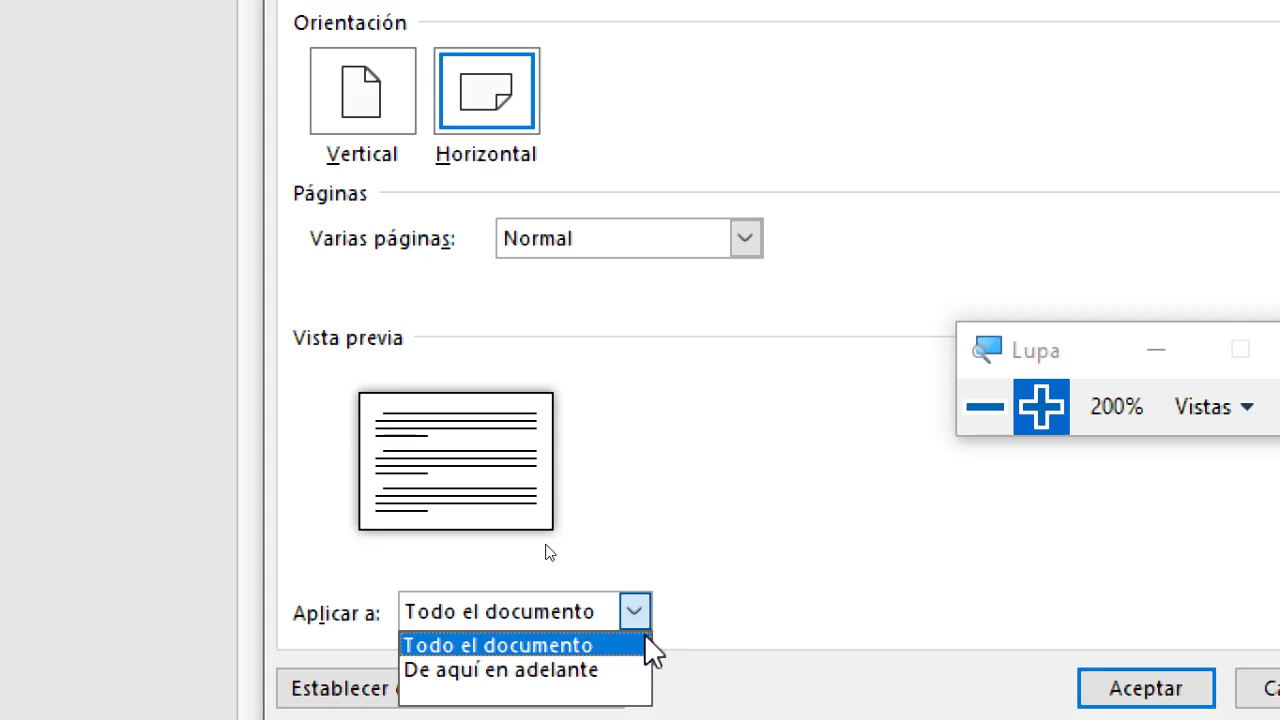 Orientación
Vertical Horizontal
Páginas
Varias páginas: Normal
Vista previa
Lupa
200% Vistas
Aplicar a: Todo el documento
Todo el documento
De aquí en adelante
Establecer
Aceptar